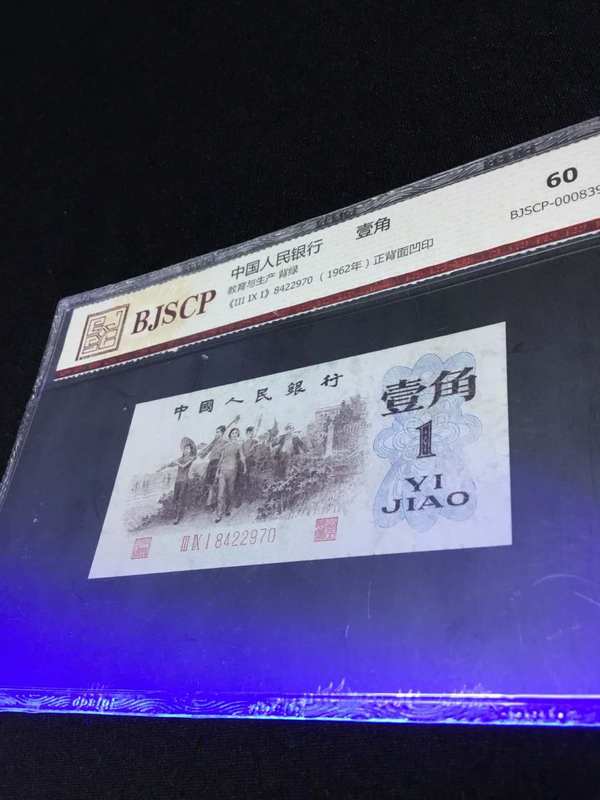 60
BJSCP-000839
中国人民银行 壹角
教育与生产 背绿
《III IX I》8422970 （1962年）正背面凹印
BJSCP
中國人民銀行
壹角
1
YI
JIAO
III IX I 8422970